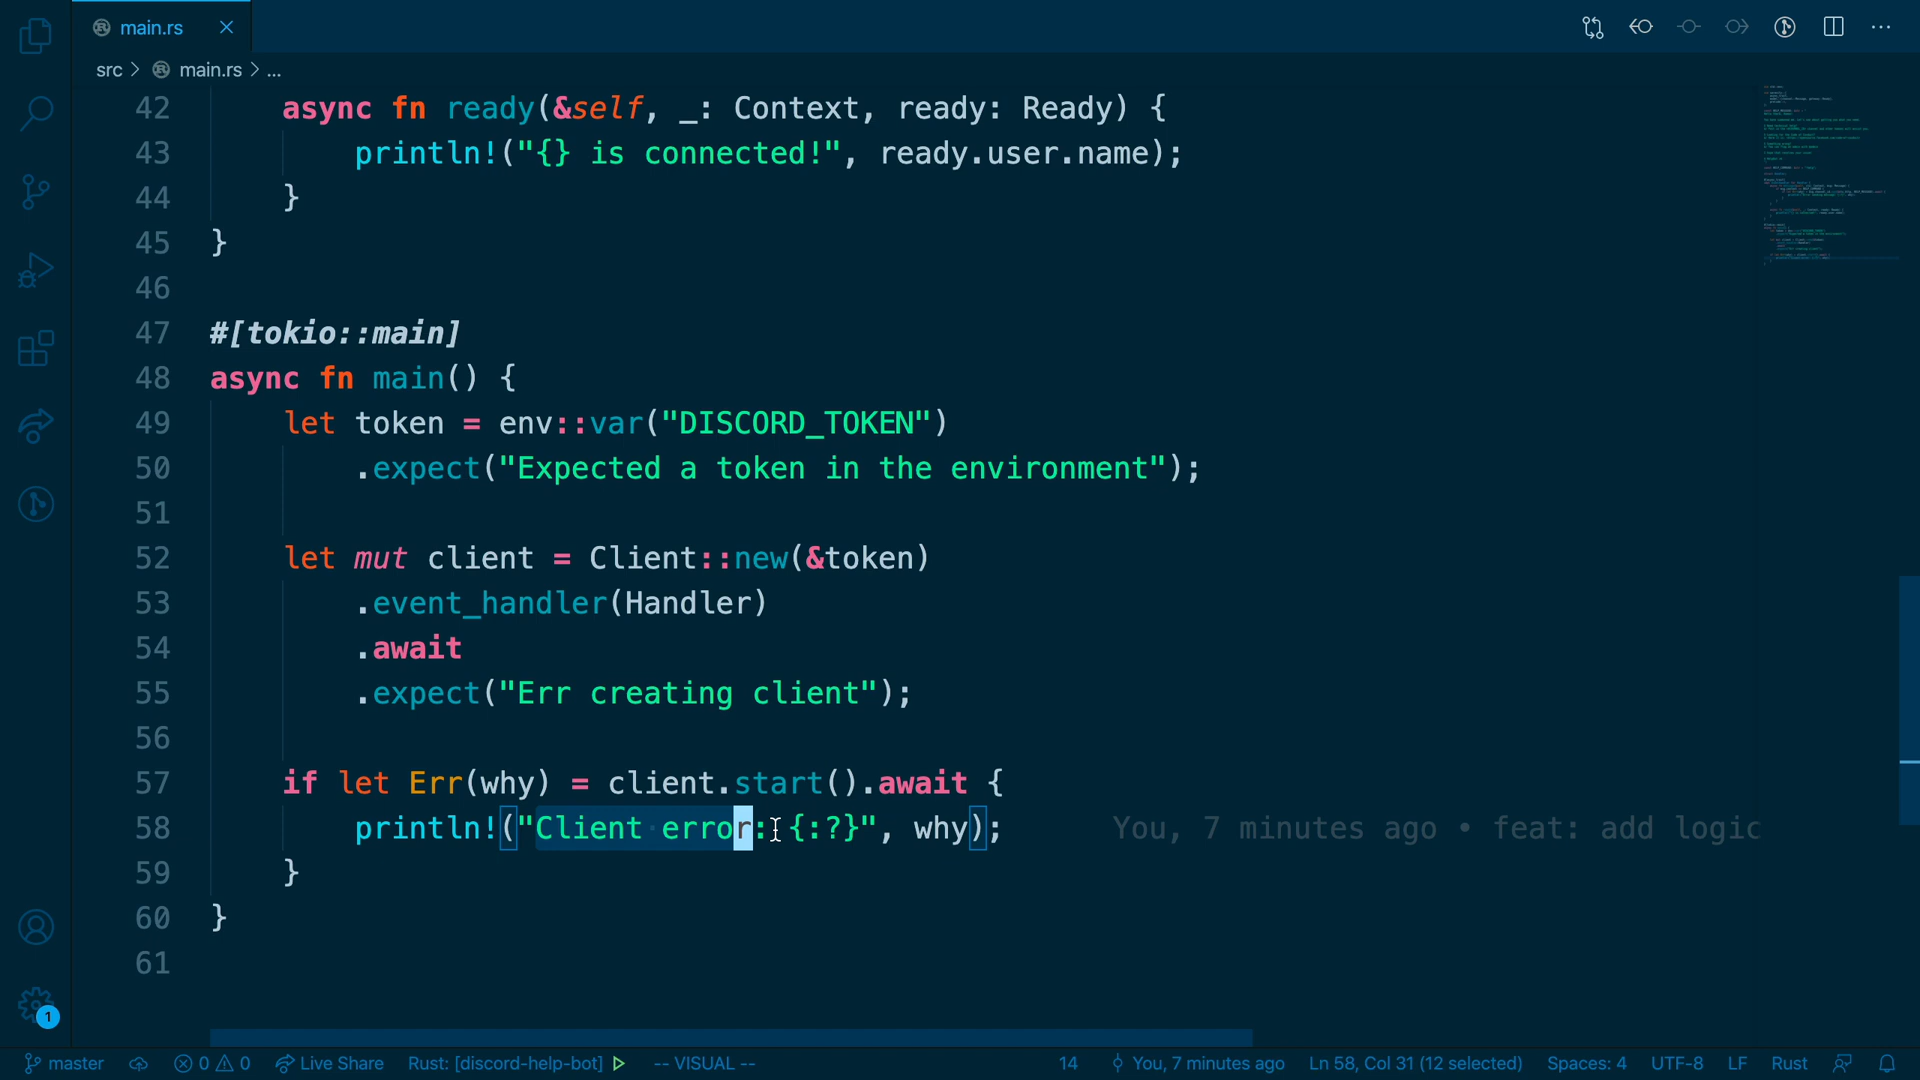 main.rs
src > main.rs > ...
42 async fn ready(&self, _: Context, ready: Ready) {
43 println!("{} is connected!", ready.user.name);
44 }
45 }
46
47 #[tokio::main]
48 async fn main() {
49 let token = env::var("DISCORD_TOKEN")
50 .expect("Expected a token in the environment");
51
52 let mut client = Client::new(&token)
53 .event_handler(Handler)
54 .await
55 .expect("Err creating client");
56
57 if let Err(why) = client.start().await {
58 println!("Client error: {:?}", why); You, 7 minutes ago • feat: add logic
59 }
60 }
61
1
master 0 0 Live Share Rust: [discord-help-bot] -- VISUAL -- 14 You, 7 minutes ago Ln 58, Col 31 (12 selected) Spaces: 4 UTF-8 LF Rust